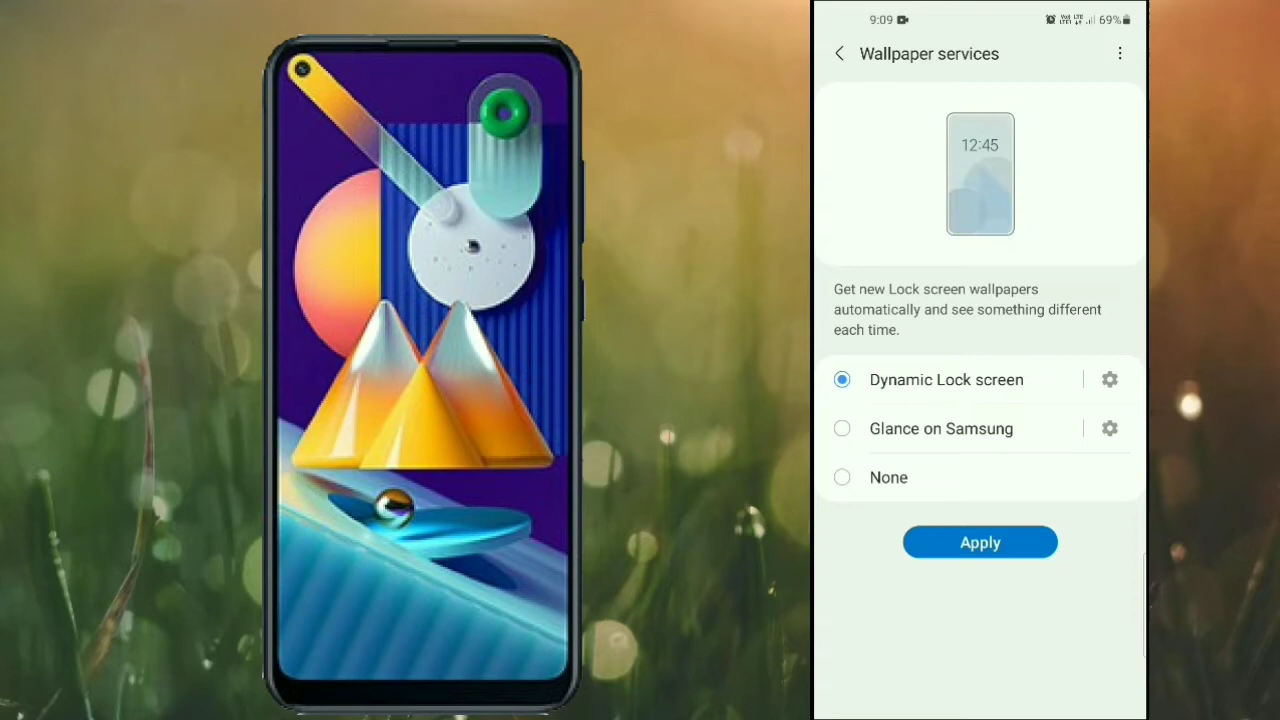 9:09
69%
Wallpaper services
12:45
Get new Lock screen wallpapers
automatically and see something different
each time.
Dynamic Lock screen
Glance on Samsung
None
Apply